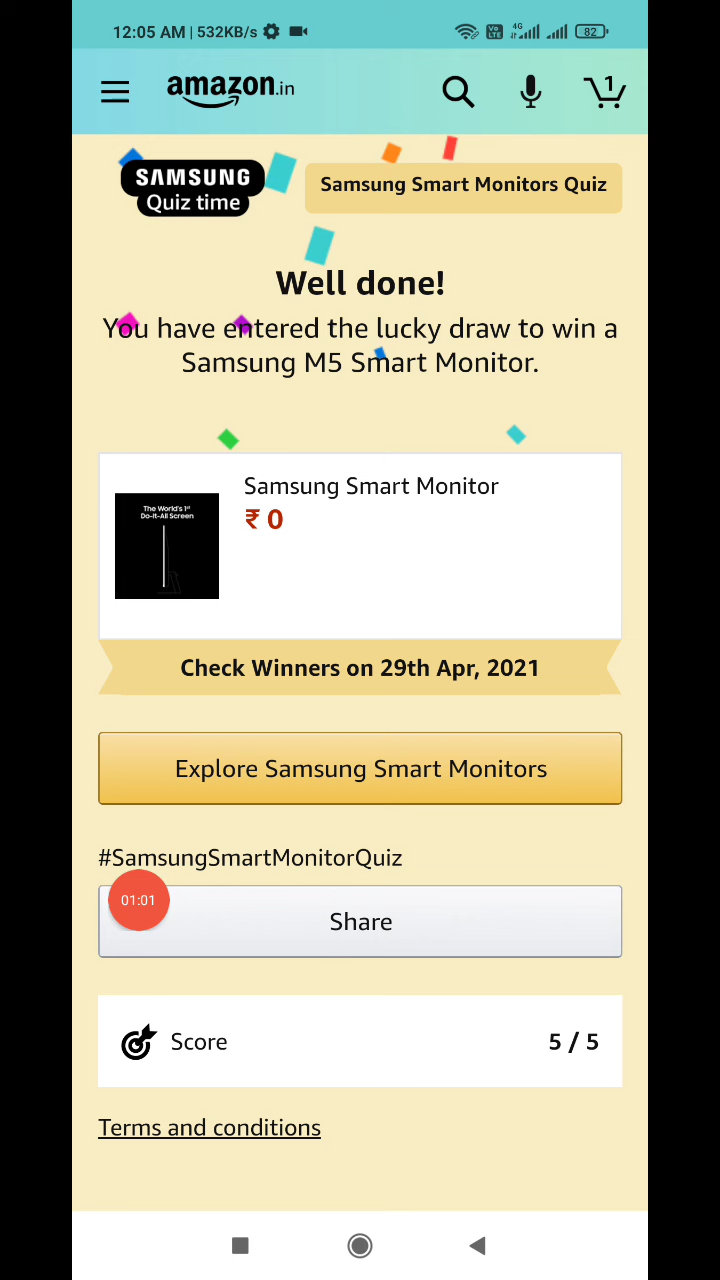 12:05 AM | 532KB/s
Vo LTE 4G 82
amazon.in
1
SAMSUNG
Quiz time
Samsung Smart Monitors Quiz
Well done!
You have entered the lucky draw to win a
Samsung M5 Smart Monitor.
The World's 1st
Do-It-All Screen
Samsung Smart Monitor
₹ 0
Check Winners on 29th Apr, 2021
Explore Samsung Smart Monitors
#SamsungSmartMonitorQuiz
01:01
Share
Score 5 / 5
Terms and conditions